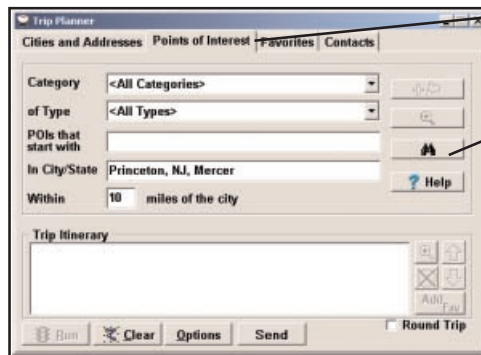 Trip Planner
Cities and Addresses Points of Interest Favorites Contacts
Category <All Categories>
of Type <All Types>
POIs that
start with
In City/State Princeton, NJ, Mercer
Within 10 miles of the city
? Help
Trip Itinerary
Add Fav
Run Clear Options Send Round Trip